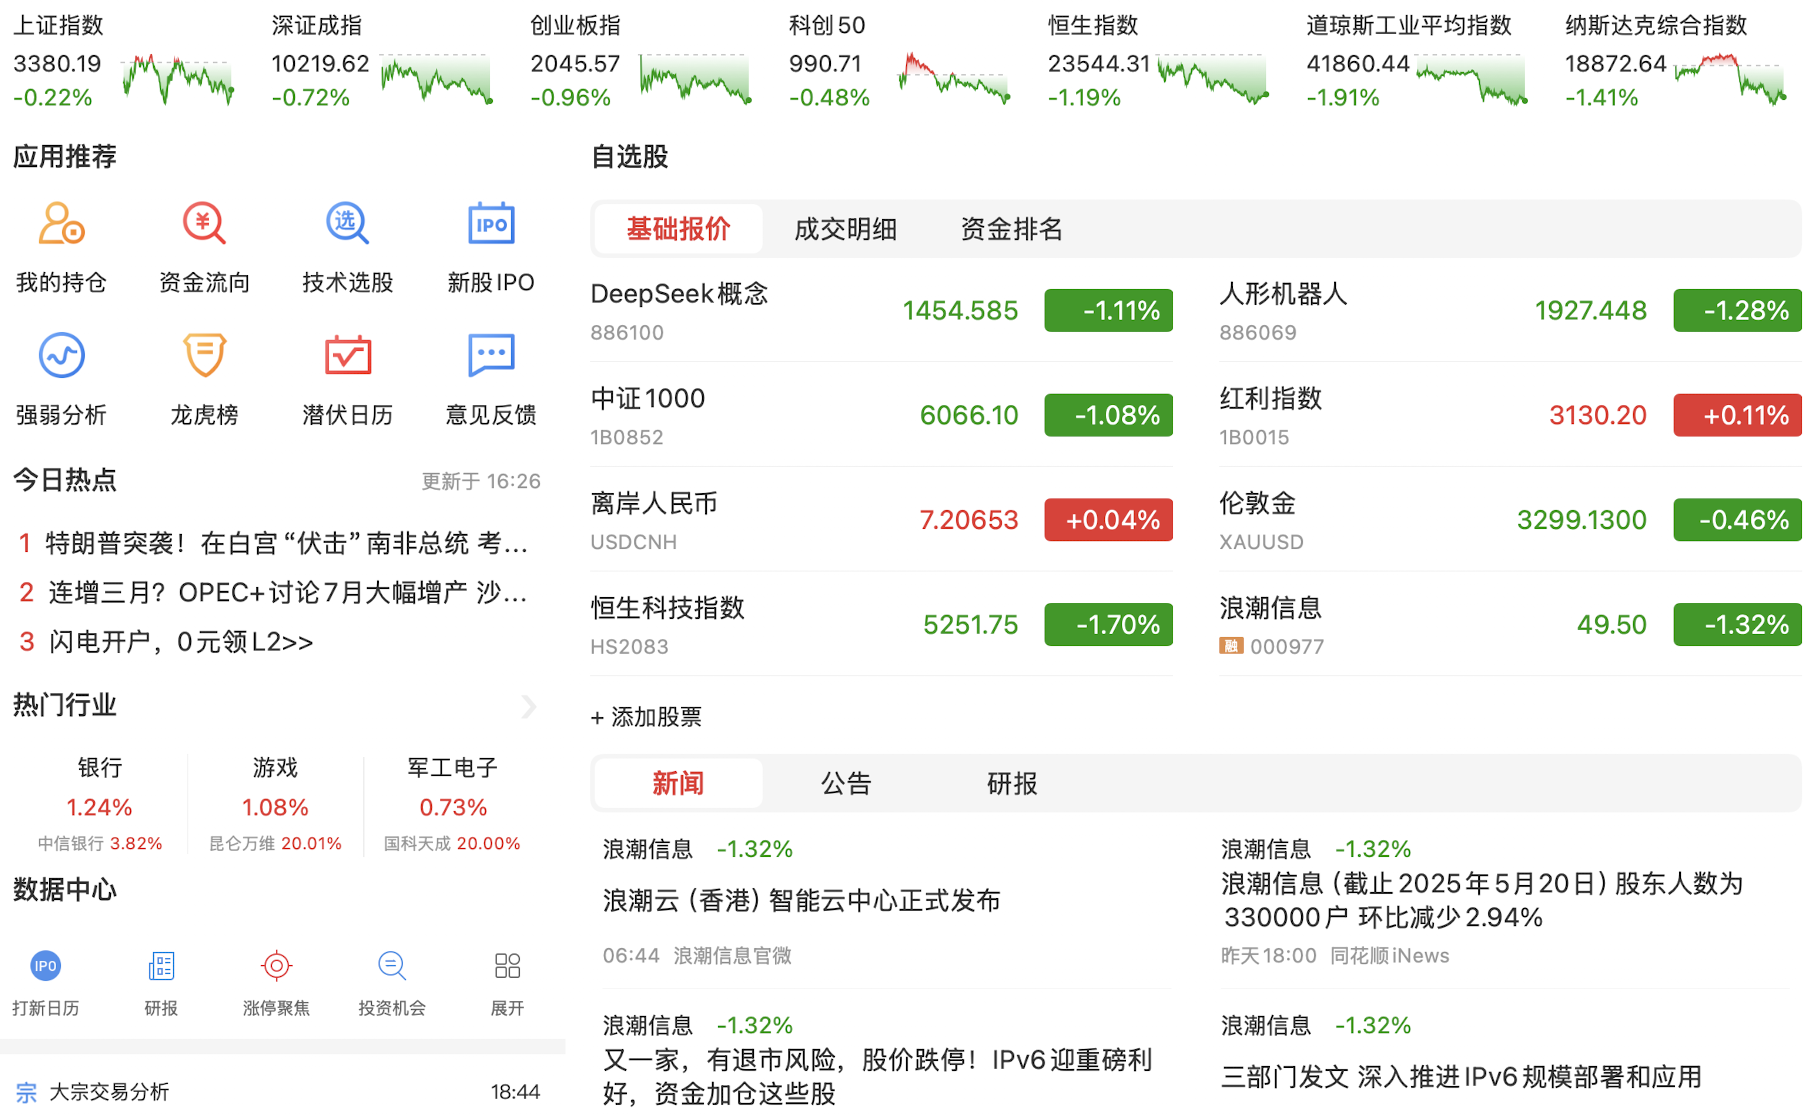 上证指数
3380.19
-0.22%
深证成指
10219.62
-0.72%
创业板指
2045.57
-0.96%
科创50
990.71
-0.48%
恒生指数
23544.31
-1.19%
道琼斯工业平均指数
41860.44
-1.91%
纳斯达克综合指数
18872.64
-1.41%
应用推荐
¥
选
IPO
我的持仓
资金流向
技术选股
新股IPO
强弱分析
龙虎榜
潜伏日历
意见反馈
今日热点
更新于 16:26
1 特朗普突袭！在白宫“伏击”南非总统 考...
2 连增三月？OPEC+讨论7月大幅增产 沙...
3 闪电开户，0元领L2>>
热门行业
银行
1.24%
中信银行 3.82%
游戏
1.08%
昆仑万维 20.01%
军工电子
0.73%
国科天成 20.00%
数据中心
IPO
打新日历
研报
涨停聚焦
投资机会
展开
宗 大宗交易分析 18:44
自选股
基础报价 成交明细 资金排名
DeepSeek概念
886100
1454.585 -1.11%
人形机器人
886069
1927.448 -1.28%
中证1000
1B0852
6066.10 -1.08%
红利指数
1B0015
3130.20 +0.11%
离岸人民币
USDCNH
7.20653 +0.04%
伦敦金
XAUUSD
3299.1300 -0.46%
恒生科技指数
HS2083
5251.75 -1.70%
浪潮信息
融 000977
49.50 -1.32%
+ 添加股票
新闻 公告 研报
浪潮信息 -1.32%
浪潮云（香港）智能云中心正式发布
06:44 浪潮信息官微
浪潮信息 -1.32%
浪潮信息（截止2025年5月20日）股东人数为
330000户 环比减少2.94%
昨天18:00 同花顺iNews
浪潮信息 -1.32%
又一家，有退市风险，股价跌停！IPv6迎重磅利
好，资金加仓这些股
浪潮信息 -1.32%
三部门发文 深入推进IPv6规模部署和应用